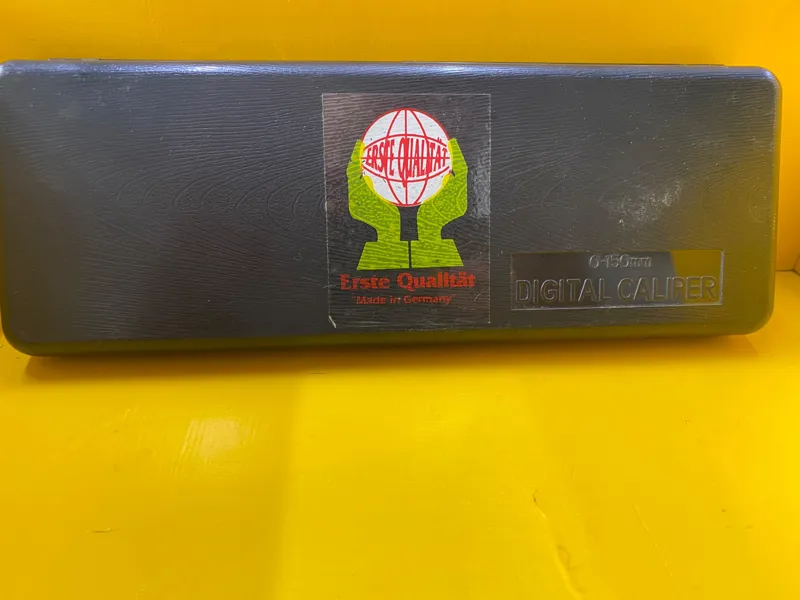 ERSTE QUALITÄT
Erste Qualität
Made in Germany
0-150mm
DIGITAL CALIPER